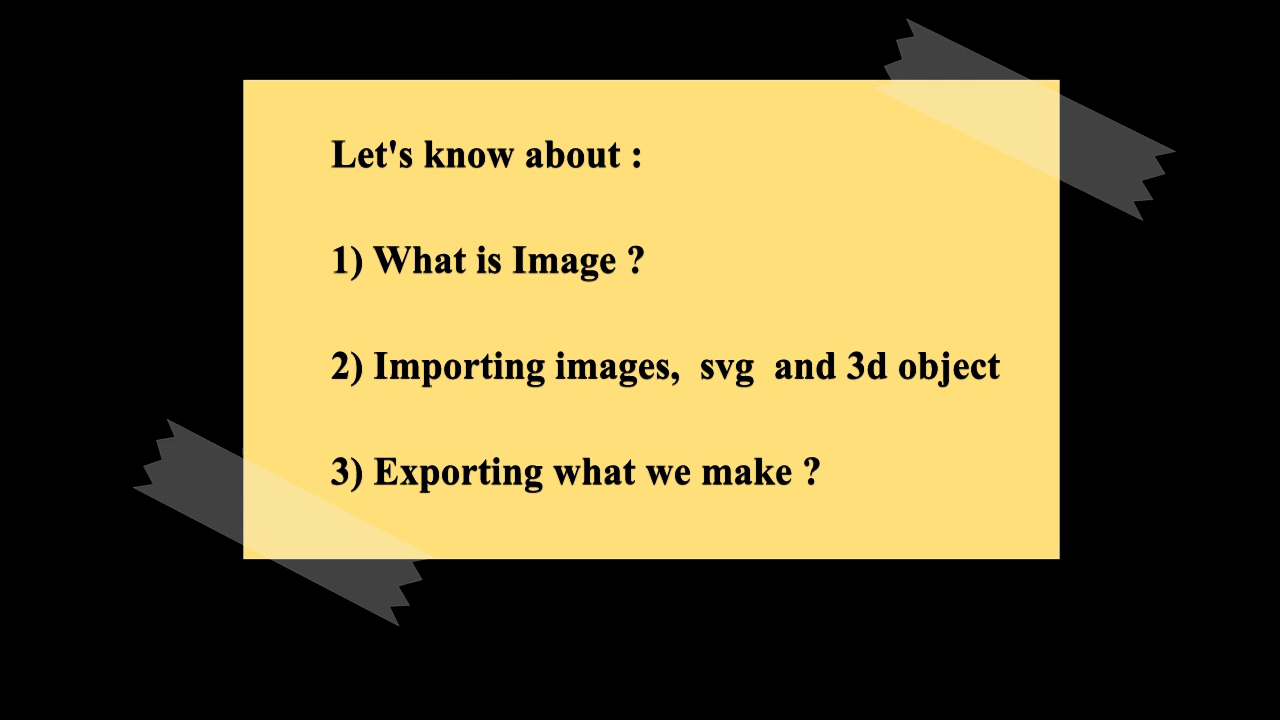 Let's know about :
1) What is Image ?
2) Importing images,  svg  and 3d object
3) Exporting what we make ?